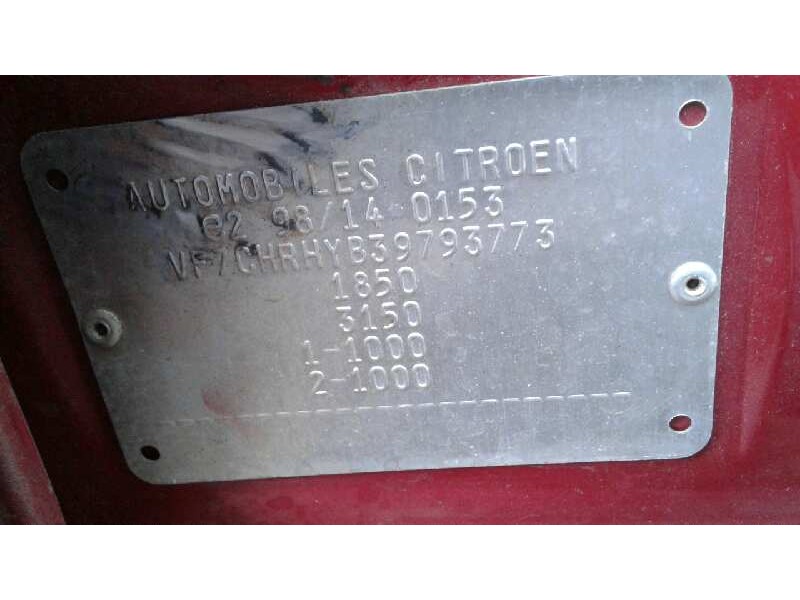 AUTOMOBILES CITROEN
e2 98/14 0153
VF7CHRHYB39793773
1850
3150
1-1000
2-1000